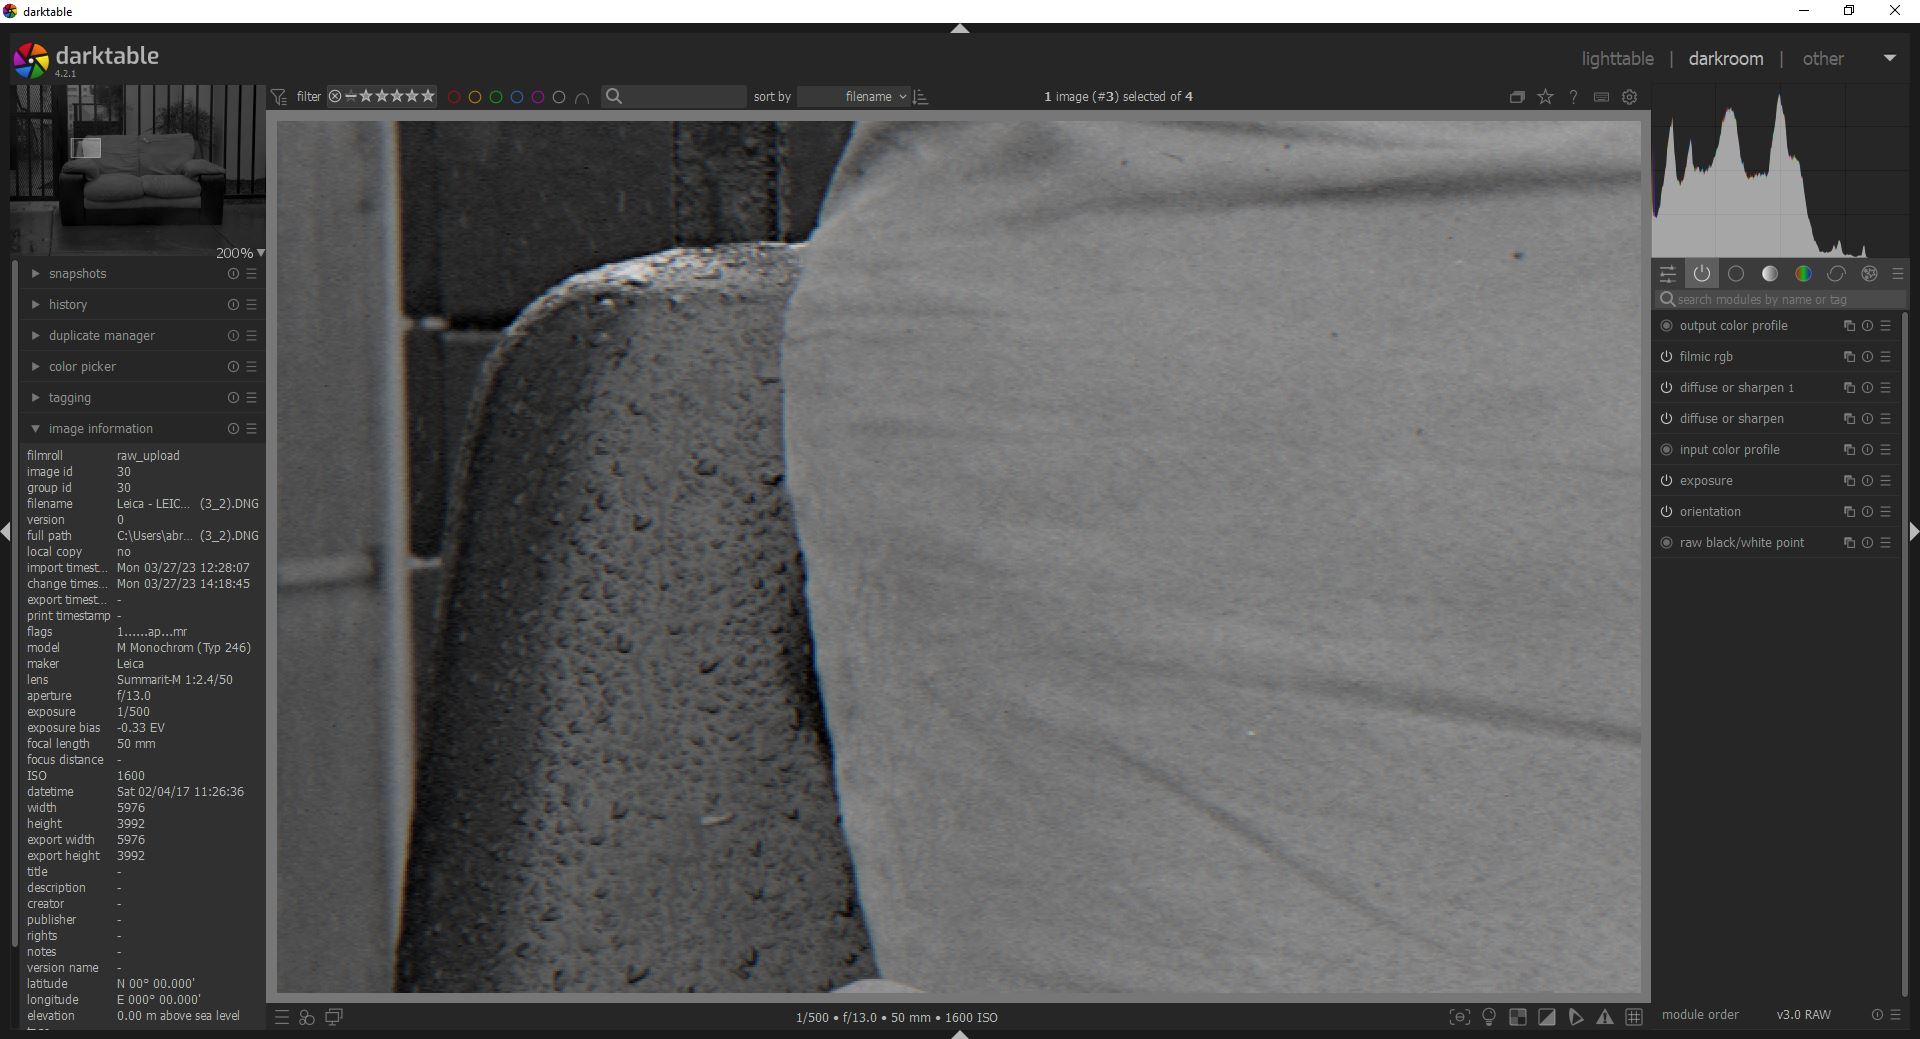 darktable
darktable
4.2.1
lighttable | darkroom | other
filter
sort by filename
1 image (#3) selected of 4
200%
snapshots
history
duplicate manager
color picker
tagging
image information
filmroll raw_upload
image id 30
group id 30
filename Leica - LEIC... (3_2).DNG
version 0
full path C:\Users\abr... (3_2).DNG
local copy no
import timest... Mon 03/27/23 12:28:07
change times... Mon 03/27/23 14:18:45
export timest... -
print timestamp -
flags 1......ap...mr
model M Monochrom (Typ 246)
maker Leica
lens Summarit-M 1:2.4/50
aperture f/13.0
exposure 1/500
exposure bias -0.33 EV
focal length 50 mm
focus distance -
ISO 1600
datetime Sat 02/04/17 11:26:36
width 5976
height 3992
export width 5976
export height 3992
title -
description -
creator -
publisher -
rights -
notes -
version name -
latitude N 00° 00.000'
longitude E 000° 00.000'
elevation 0.00 m above sea level
1/500 • f/13.0 • 50 mm • 1600 ISO
search modules by name or tag
output color profile
filmic rgb
diffuse or sharpen 1
diffuse or sharpen
input color profile
exposure
orientation
raw black/white point
module order v3.0 RAW